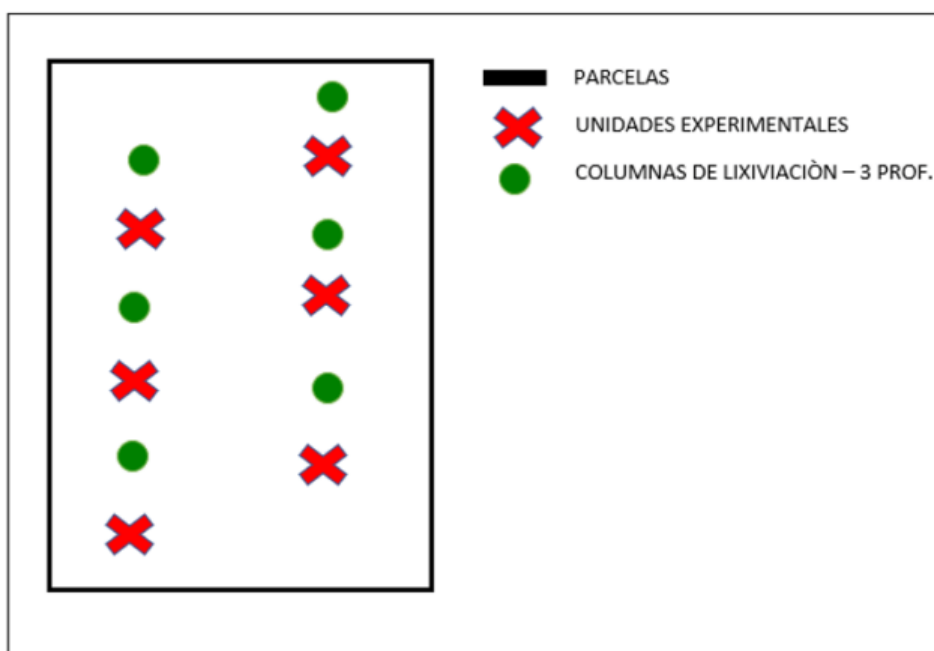 PARCELAS
UNIDADES EXPERIMENTALES
COLUMNAS DE LIXIVIACIÒN – 3 PROF.